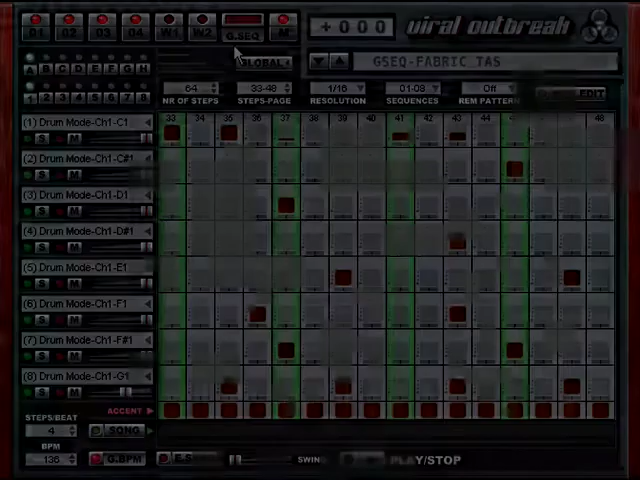 01 02 03 04 W1 W2 G.SEQ M +000 viral outbreak
GLOBAL GSEQ-FABRIC_TAS
A B C D E F G H
1 2 3 4 5 6 7 8
64 33-48 1/16 01-08 Off EDIT
NR OF STEPS STEPS-PAGE RESOLUTION SEQUENCES REM PATTERN
33 34 35 36 37 38 39 40 41 42 43 44 46 47 48
(1) Drum Mode-Ch1-C1
S M
(2) Drum Mode-Ch1-C#1
S M
(3) Drum Mode-Ch1-D1
S M
(4) Drum Mode-Ch1-D#1
S M
(5) Drum Mode-Ch1-E1
S M
(6) Drum Mode-Ch1-F1
S M
(7) Drum Mode-Ch1-F#1
S M
(8) Drum Mode-Ch1-G1
S M
ACCENT
STEPS/BEAT
4 SONG
BPM
138 G.BPM SWING PLAY/STOP